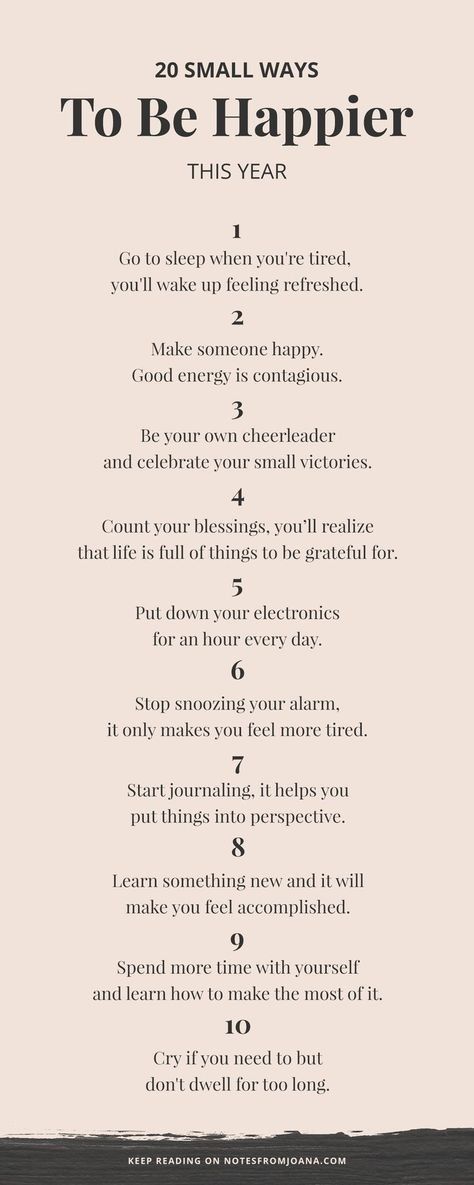 20 SMALL WAYS
To Be Happier
THIS YEAR
1
Go to sleep when you're tired,
you'll wake up feeling refreshed.
2
Make someone happy.
Good energy is contagious.
3
Be your own cheerleader
and celebrate your small victories.
4
Count your blessings, you’ll realize
that life is full of things to be grateful for.
5
Put down your electronics
for an hour every day.
6
Stop snoozing your alarm,
it only makes you feel more tired.
7
Start journaling, it helps you
put things into perspective.
8
Learn something new and it will
make you feel accomplished.
9
Spend more time with yourself
and learn how to make the most of it.
10
Cry if you need to but
don't dwell for too long.
KEEP READING ON NOTESFROMJOANA.COM